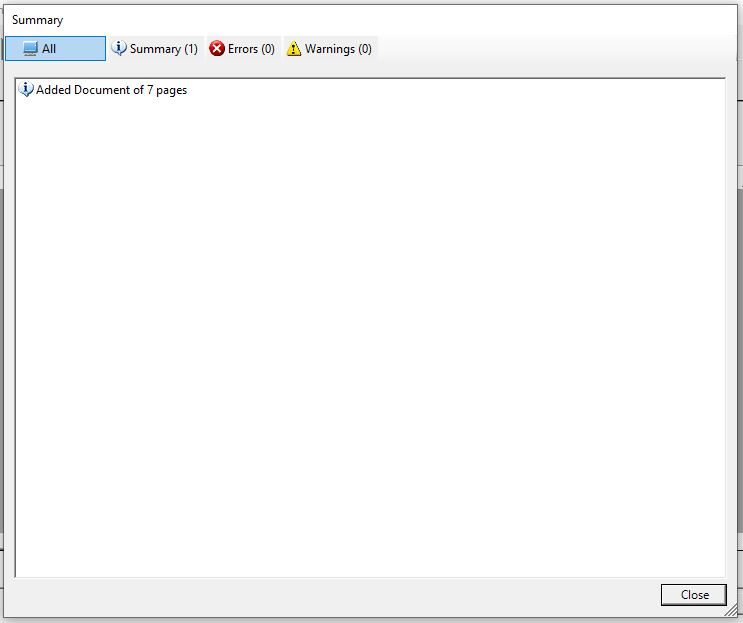 Summary
All Summary (1) Errors (0) Warnings (0)
Added Document of 7 pages
Close